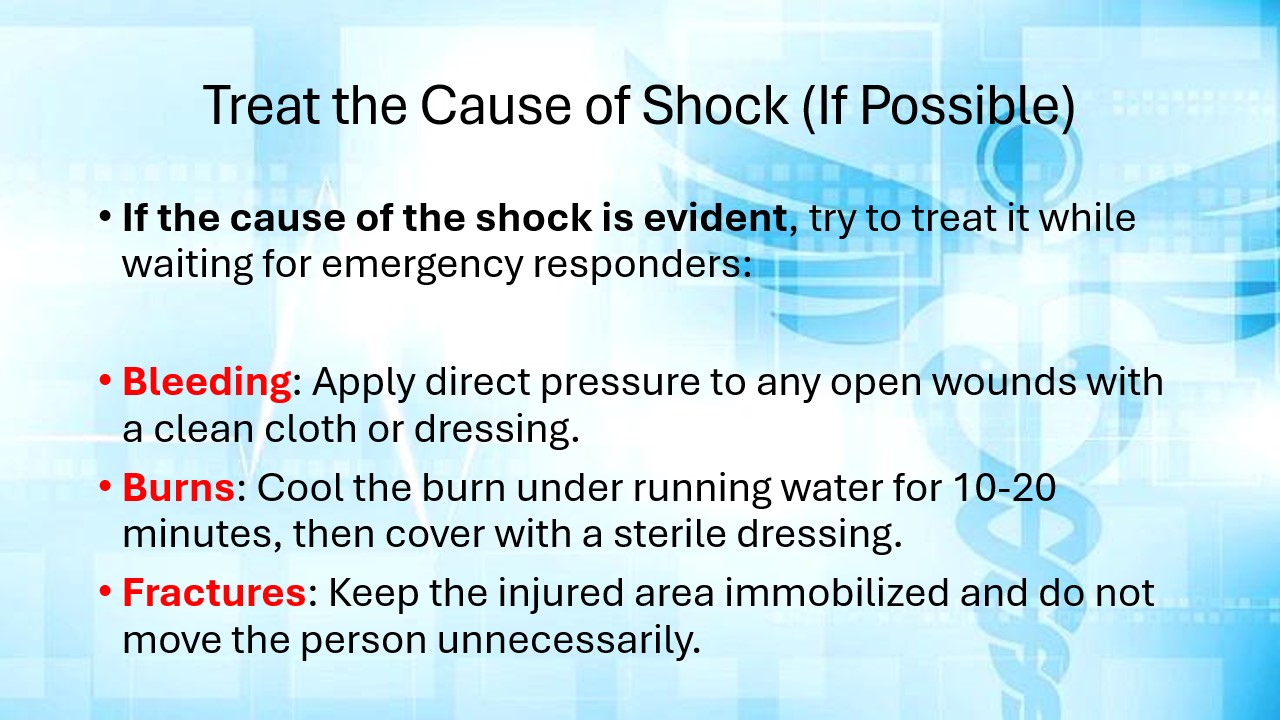 Treat the Cause of Shock (If Possible)
• If the cause of the shock is evident, try to treat it while
waiting for emergency responders:
• Bleeding: Apply direct pressure to any open wounds with
a clean cloth or dressing.
• Burns: Cool the burn under running water for 10-20
minutes, then cover with a sterile dressing.
• Fractures: Keep the injured area immobilized and do not
move the person unnecessarily.